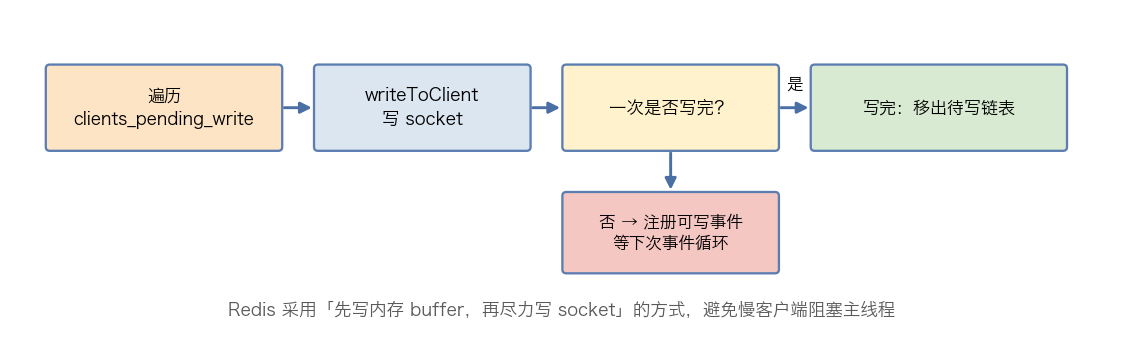 遍历
clients_pending_write
writeToClient
写 socket
一次是否写完？
是
写完：移出待写链表
否 → 注册可写事件
等下次事件循环
Redis 采用「先写内存 buffer，再尽力写 socket」的方式，避免慢客户端阻塞主线程